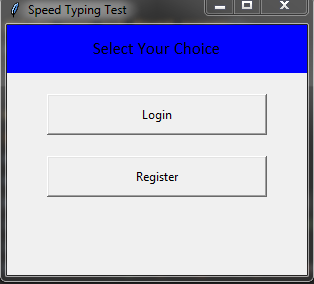 Speed Typing Test
Select Your Choice
Login
Register